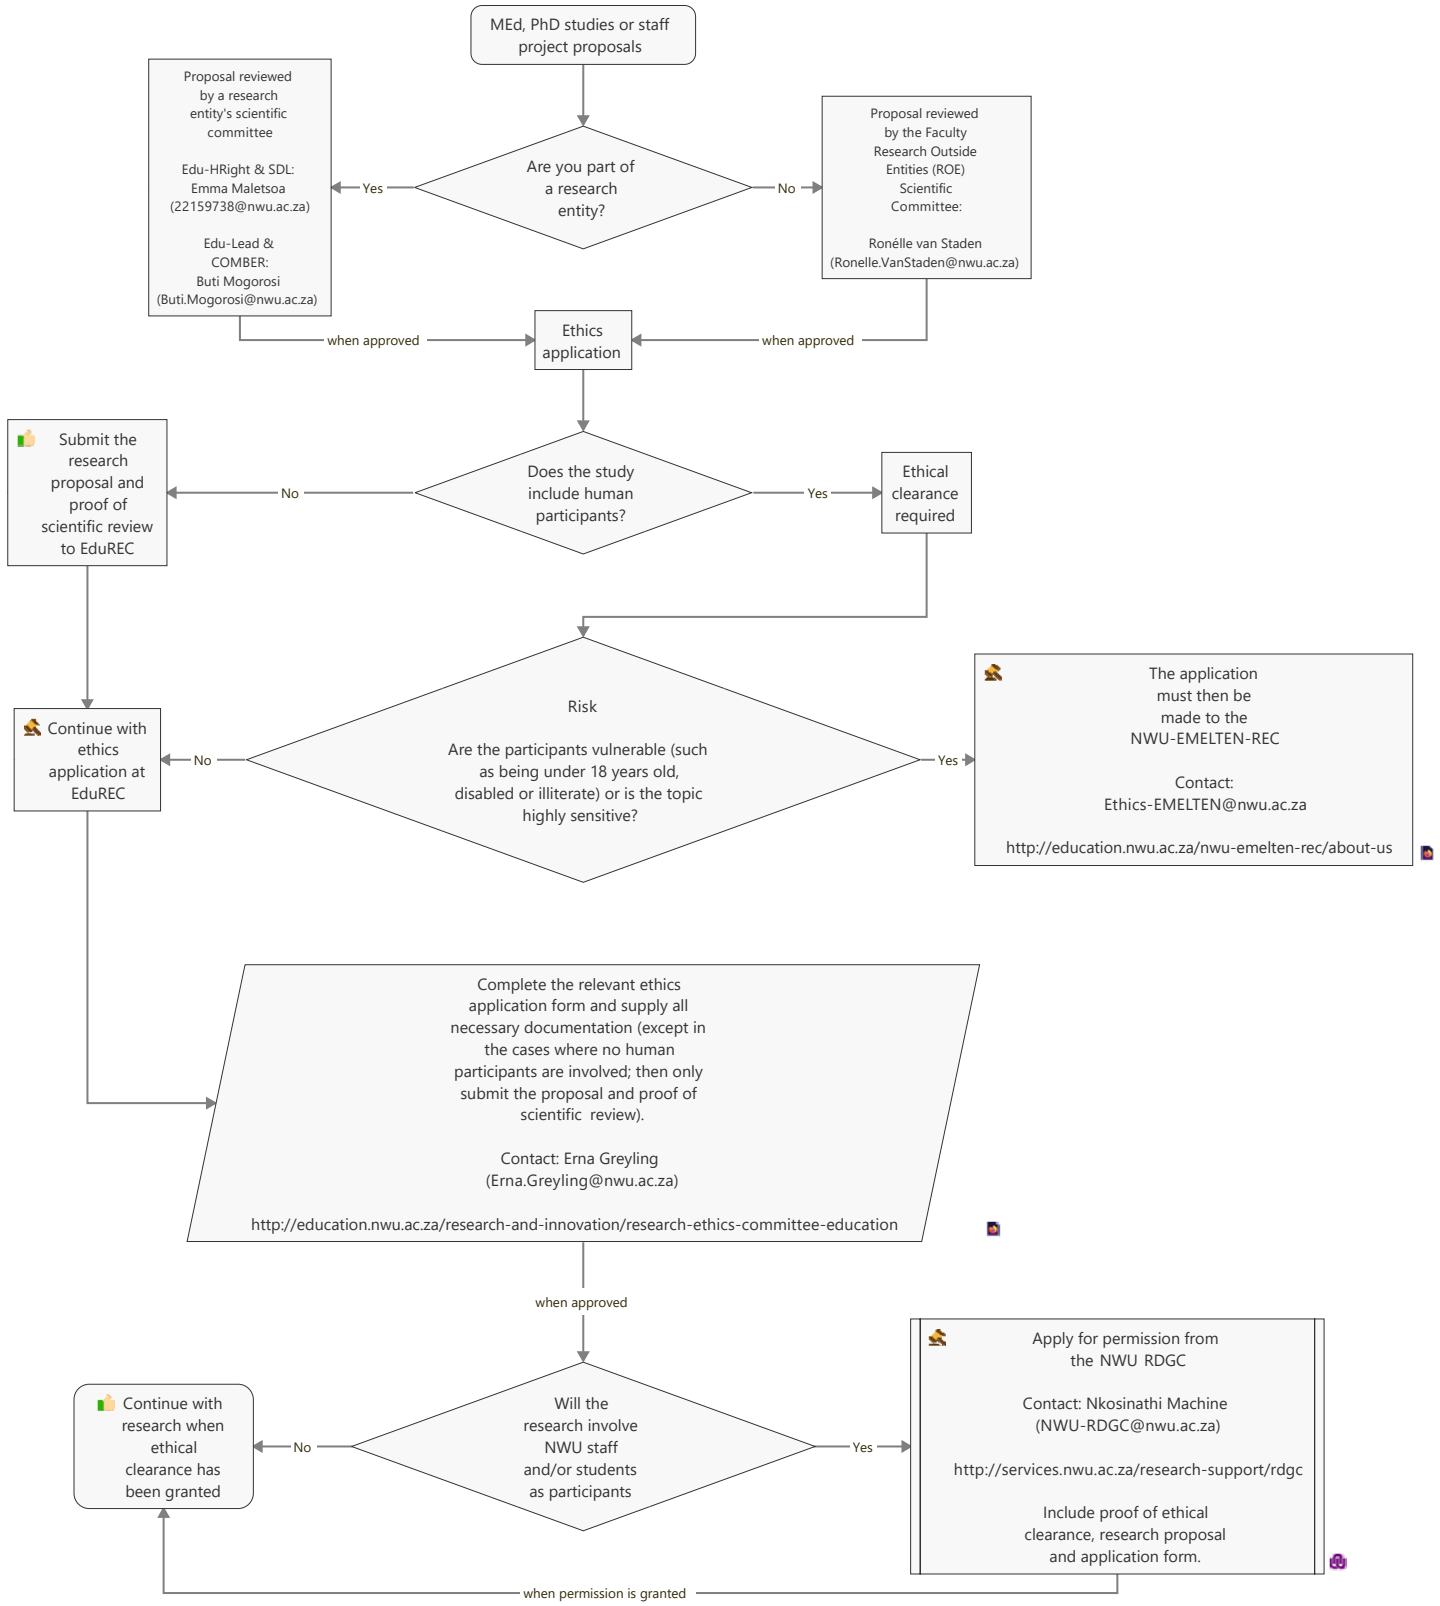 MEd, PhD studies or staff
project proposals
Proposal reviewed
by a research
entity's scientific
committee
Edu-HRight & SDL:
Emma Maletsoa
(22159738@nwu.ac.za)
Edu-Lead &
COMBER:
Buti Mogorosi
(Buti.Mogorosi@nwu.ac.za)
Yes
Are you part of
a research
entity?
No
Proposal reviewed
by the Faculty
Research Outside
Entities (ROE)
Scientific
Committee:
Ronélle van Staden
(Ronelle.VanStaden@nwu.ac.za)
when approved
Ethics
application
when approved
Submit the
research
proposal and
proof of
scientific review
to EduREC
No
Does the study
include human
participants?
Yes
Ethical
clearance
required
Continue with
ethics
application at
EduREC
No
Risk
Are the participants vulnerable (such
as being under 18 years old,
disabled or illiterate) or is the topic
highly sensitive?
Yes
The application
must then be
made to the
NWU-EMELTEN-REC
Contact:
Ethics-EMELTEN@nwu.ac.za
http://education.nwu.ac.za/nwu-emelten-rec/about-us
Complete the relevant ethics
application form and supply all
necessary documentation (except in
the cases where no human
participants are involved; then only
submit the proposal and proof of
scientific  review).
Contact: Erna Greyling
(Erna.Greyling@nwu.ac.za)
http://education.nwu.ac.za/research-and-innovation/research-ethics-committee-education
when approved
Continue with
research when
ethical
clearance has
been granted
No
Will the
research involve
NWU staff
and/or students
as participants
Yes
Apply for permission from
the NWU RDGC
Contact: Nkosinathi Machine
(NWU-RDGC@nwu.ac.za)
http://services.nwu.ac.za/research-support/rdgc
Include proof of ethical
clearance, research proposal
and application form.
when permission is granted